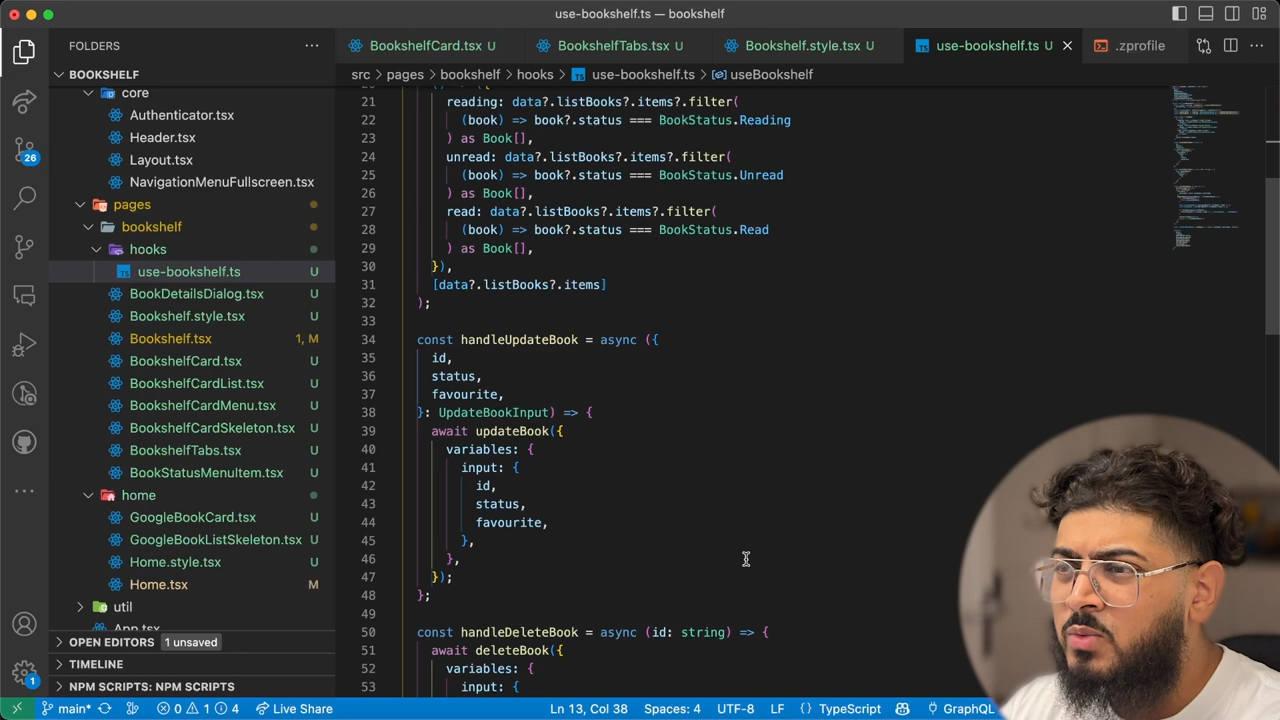 use-bookshelf.ts — bookshelf
FOLDERS
BookshelfCard.tsx U
BookshelfTabs.tsx U
Bookshelf.style.tsx U
use-bookshelf.ts U
.zprofile
BOOKSHELF
src > pages > bookshelf > hooks > use-bookshelf.ts > useBookshelf
core
Authenticator.tsx
Header.tsx
Layout.tsx
NavigationMenuFullscreen.tsx
pages
bookshelf
hooks
use-bookshelf.ts U
BookDetailsDialog.tsx U
Bookshelf.style.tsx U
Bookshelf.tsx 1, M
BookshelfCard.tsx U
BookshelfCardList.tsx U
BookshelfCardMenu.tsx U
BookshelfCardSkeleton.tsx U
BookshelfTabs.tsx U
BookStatusMenuItem.tsx U
home
GoogleBookCard.tsx U
GoogleBookListSkeleton.tsx U
Home.style.tsx U
Home.tsx M
util
App.tsx
OPEN EDITORS 1 unsaved
TIMELINE
NPM SCRIPTS: NPM SCRIPTS
26
1
21 reading: data?.listBooks?.items?.filter(
22 (book) => book?.status === BookStatus.Reading
23 ) as Book[],
24 unread: data?.listBooks?.items?.filter(
25 (book) => book?.status === BookStatus.Unread
26 ) as Book[],
27 read: data?.listBooks?.items?.filter(
28 (book) => book?.status === BookStatus.Read
29 ) as Book[],
30 }),
31 [data?.listBooks?.items]
32 );
33
34 const handleUpdateBook = async ({
35 id,
36 status,
37 favourite,
38 }: UpdateBookInput) => {
39 await updateBook({
40 variables: {
41 input: {
42 id,
43 status,
44 favourite,
45 },
46 },
47 });
48 };
49
50 const handleDeleteBook = async (id: string) => {
51 await deleteBook({
52 variables: {
53 input: {
main* 0 1 4 Live Share Ln 13, Col 38 Spaces: 4 UTF-8 LF { } TypeScript GraphQL